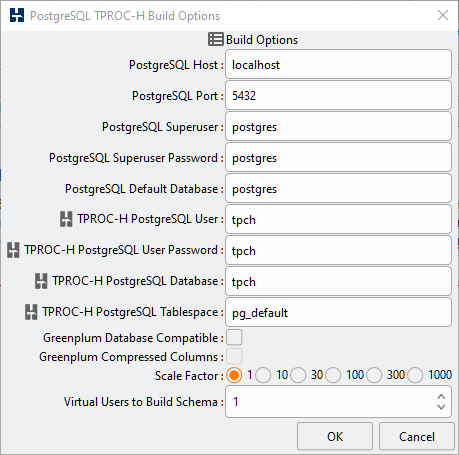 PostgreSQL TPROC-H Build Options
Build Options
PostgreSQL Host : localhost
PostgreSQL Port : 5432
PostgreSQL Superuser : postgres
PostgreSQL Superuser Password : postgres
PostgreSQL Default Database : postgres
TPROC-H PostgreSQL User : tpch
TPROC-H PostgreSQL User Password : tpch
TPROC-H PostgreSQL Database : tpch
TPROC-H PostgreSQL Tablespace : pg_default
Greenplum Database Compatible :
Greenplum Compressed Columns :
Scale Factor : 1 10 30 100 300 1000
Virtual Users to Build Schema : 1
OK Cancel